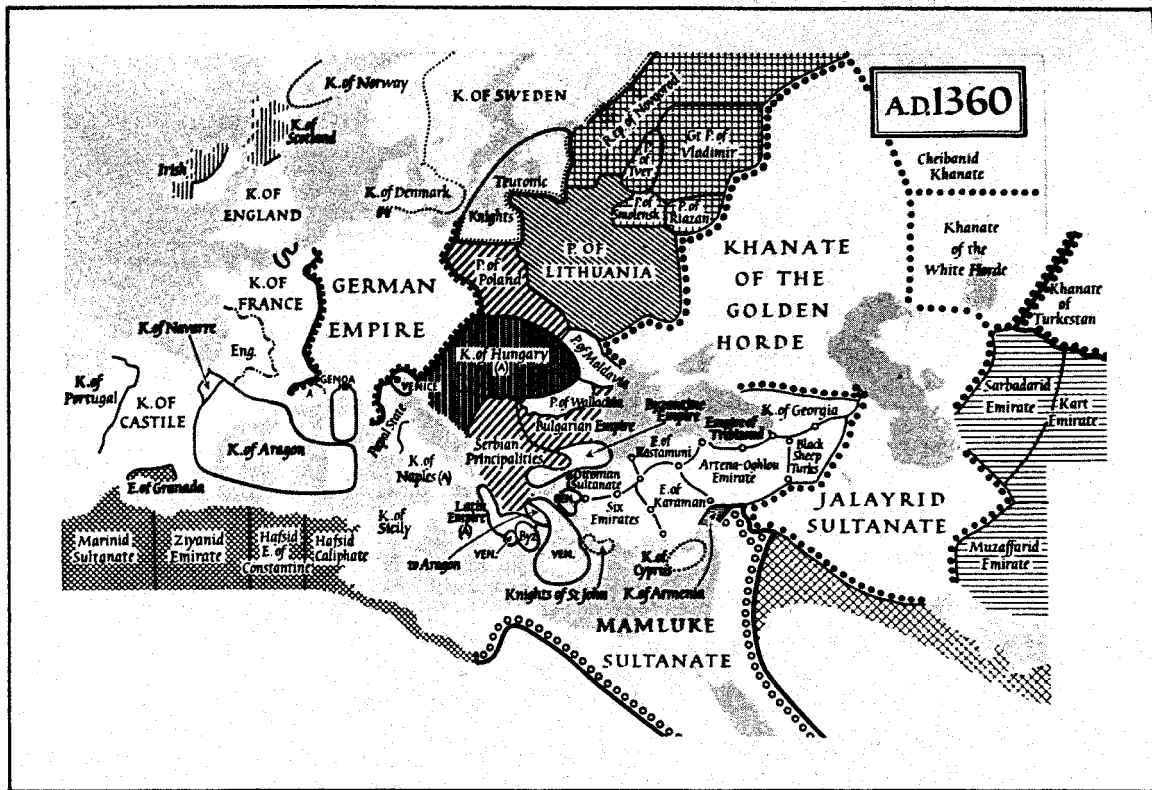 A.D.1360
K. of Norway
K. OF SWEDEN
K. of
Scotland
Irish
K. OF
ENGLAND
K. of Denmark
Teutonic
Knights
Rep of Novgorod
P.
of
Tver
Gt P. of
Vladimir
P. of
Smolensk
P. of
Riazan
Cheibanid
Khanate
P. OF
LITHUANIA
P. of
Poland
KHANATE
OF THE
GOLDEN
HORDE
Khanate
of the
White Horde
Khanate
of
Turkestan
K. OF
FRANCE
GERMAN
EMPIRE
K. of Navarre
Eng.
K. of
Portugal
K. OF
CASTILE
K. of Aragon
GENOA
A
VENICE
Papal State
K. of Hungary
(A)
P. of Moldavia
P. of Wallachia
Bulgarian Empire
Serbian
Principalities
Byzantine
Empire
Empire of
Trebizond
K. of Georgia
Sarbadarid
Emirate
Kart
Emirate
E. of
Kastamuni
Ottoman
Sultanate
GEN.
Artena-Oghlou
Emirate
Black
Sheep
Turks
E. of
Karaman
Six
Emirates
K. of
Naples (A)
K. of
Sicily
Latin
Empire
(A)
Byz.
VEN.
VEN.
to Aragon
Knights of St John
K. of
Cyprus
K. of Armenia
JALAYRID
SULTANATE
Muzaffarid
Emirate
E. of Granada
Marinid
Sultanate
Ziyanid
Emirate
Hafsid
E. of
Constantine
Hafsid
Caliphate
MAMLUKE
SULTANATE